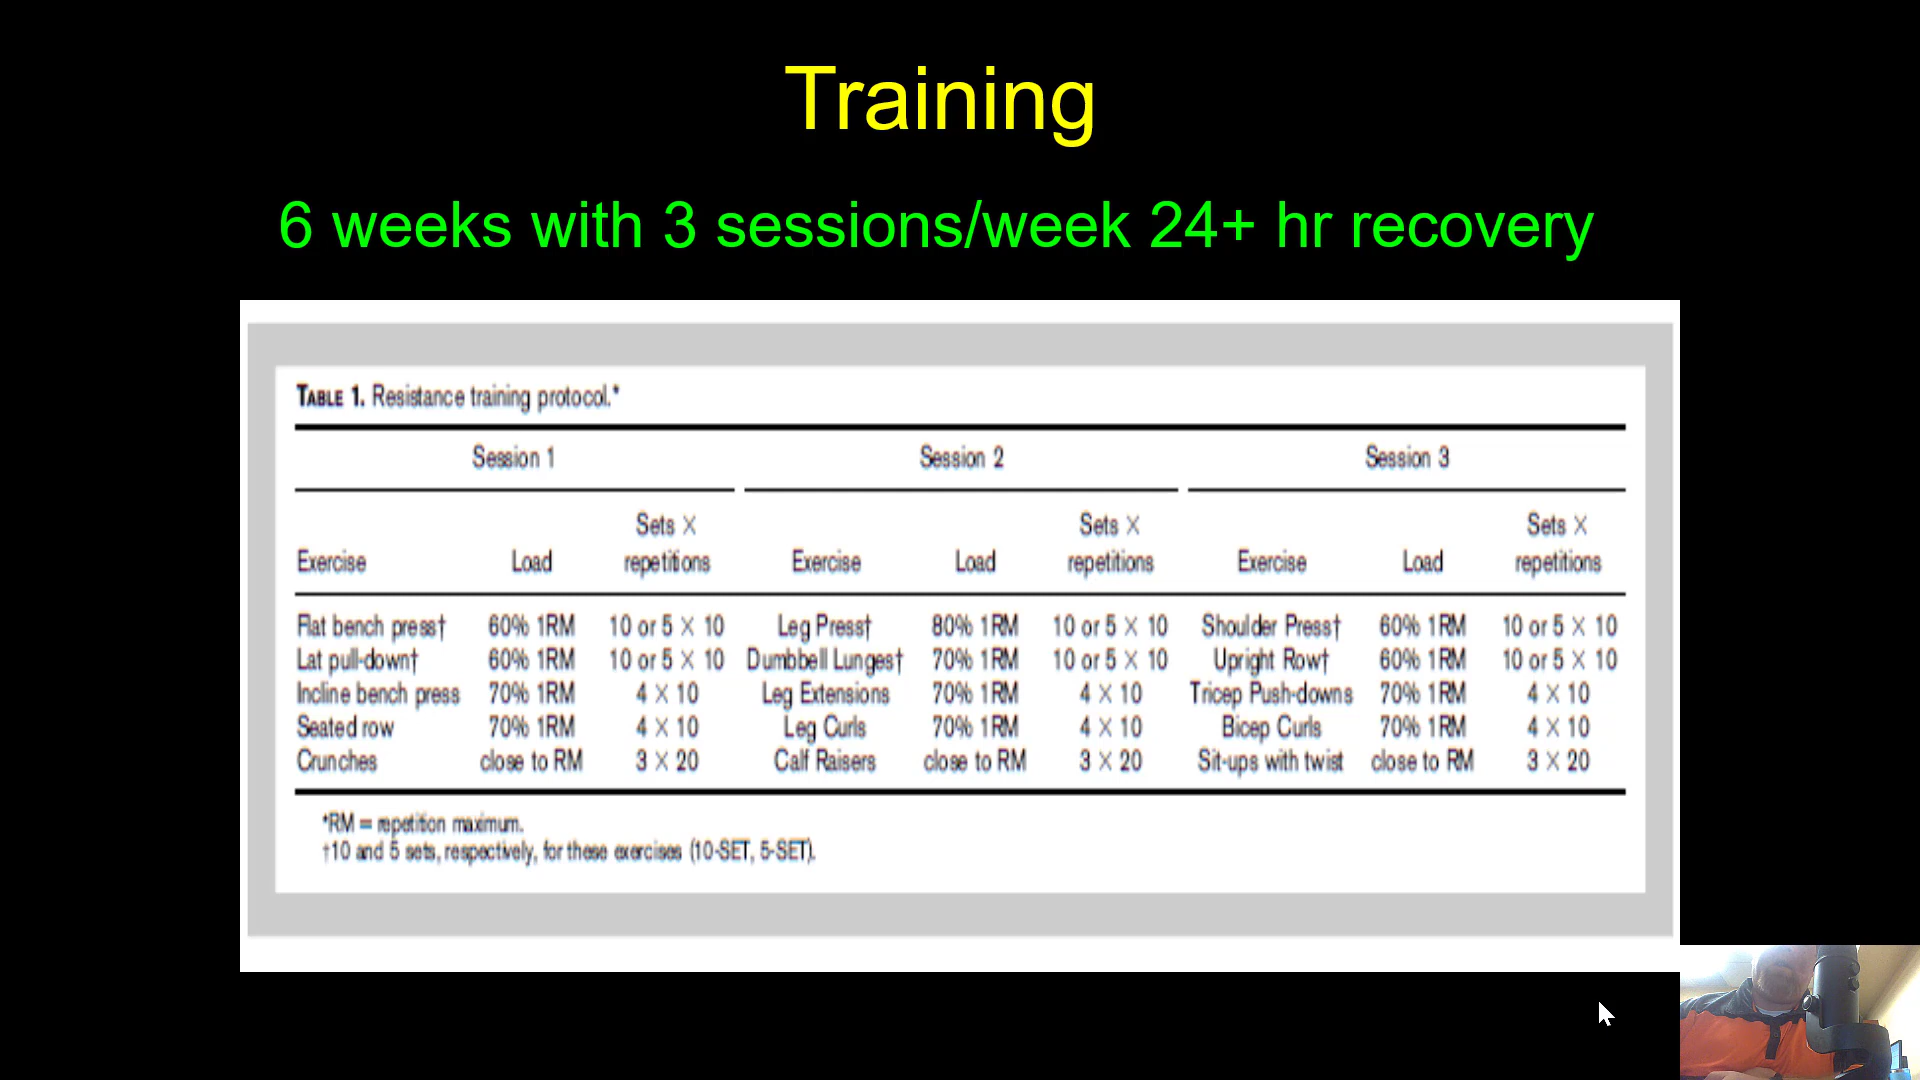 Training
6 weeks with 3 sessions/week 24+ hr recovery
TABLE 1. Resistance training protocol.*
Session 1 Session 2 Session 3
Sets × Sets × Sets ×
Exercise Load repetitions Exercise Load repetitions Exercise Load repetitions
Flat bench press† 60% 1RM 10 or 5 × 10 Leg Press† 80% 1RM 10 or 5 × 10 Shoulder Press† 60% 1RM 10 or 5 × 10
Lat pull-down† 60% 1RM 10 or 5 × 10 Dumbbell Lunges† 70% 1RM 10 or 5 × 10 Upright Row† 60% 1RM 10 or 5 × 10
Incline bench press 70% 1RM 4 × 10 Leg Extensions 70% 1RM 4 × 10 Tricep Push-downs 70% 1RM 4 × 10
Seated row 70% 1RM 4 × 10 Leg Curls 70% 1RM 4 × 10 Bicep Curls 70% 1RM 4 × 10
Crunches close to RM 3 × 20 Calf Raisers close to RM 3 × 20 Sit-ups with twist close to RM 3 × 20
*RM = repetition maximum.
†10 and 5 sets, respectively, for these exercises (10-SET, 5-SET).